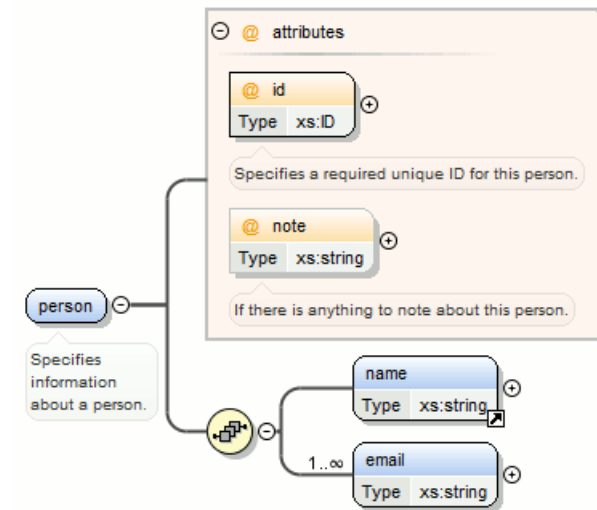 @ attributes
@ id
Type xs:ID
Specifies a required unique ID for this person.
@ note
Type xs:string
If there is anything to note about this person.
person
Specifies
information
about a person.
name
Type xs:string
1..∞
email
Type xs:string